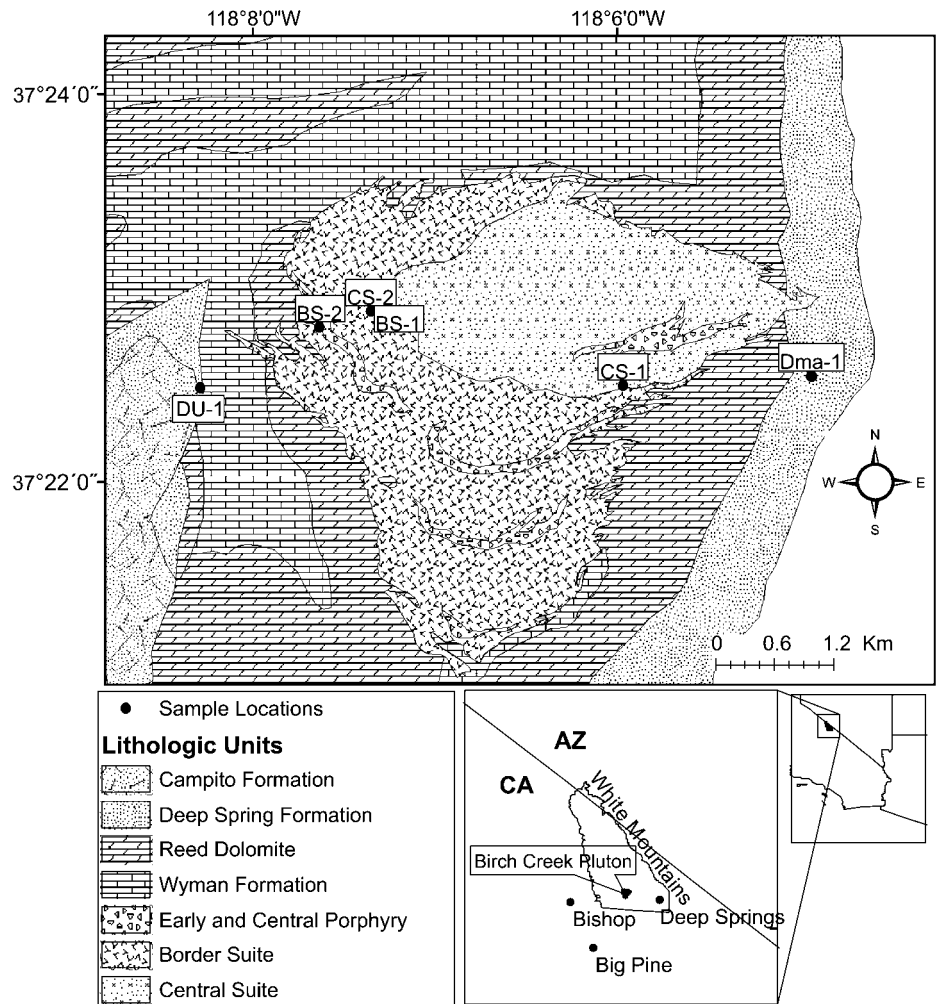 118°8'0"W
118°6'0"W
37°24´0¨
37°22´0¨
CS-2
BS-2
BS-1
DU-1
CS-1
Dma-1
N
W
E
S
0 0.6 1.2 Km
Sample Locations
Lithologic Units
Campito Formation
Deep Spring Formation
Reed Dolomite
Wyman Formation
Early and Central Porphyry
Border Suite
Central Suite
AZ
CA
White Mountains
Birch Creek Pluton
Bishop
Deep Springs
Big Pine